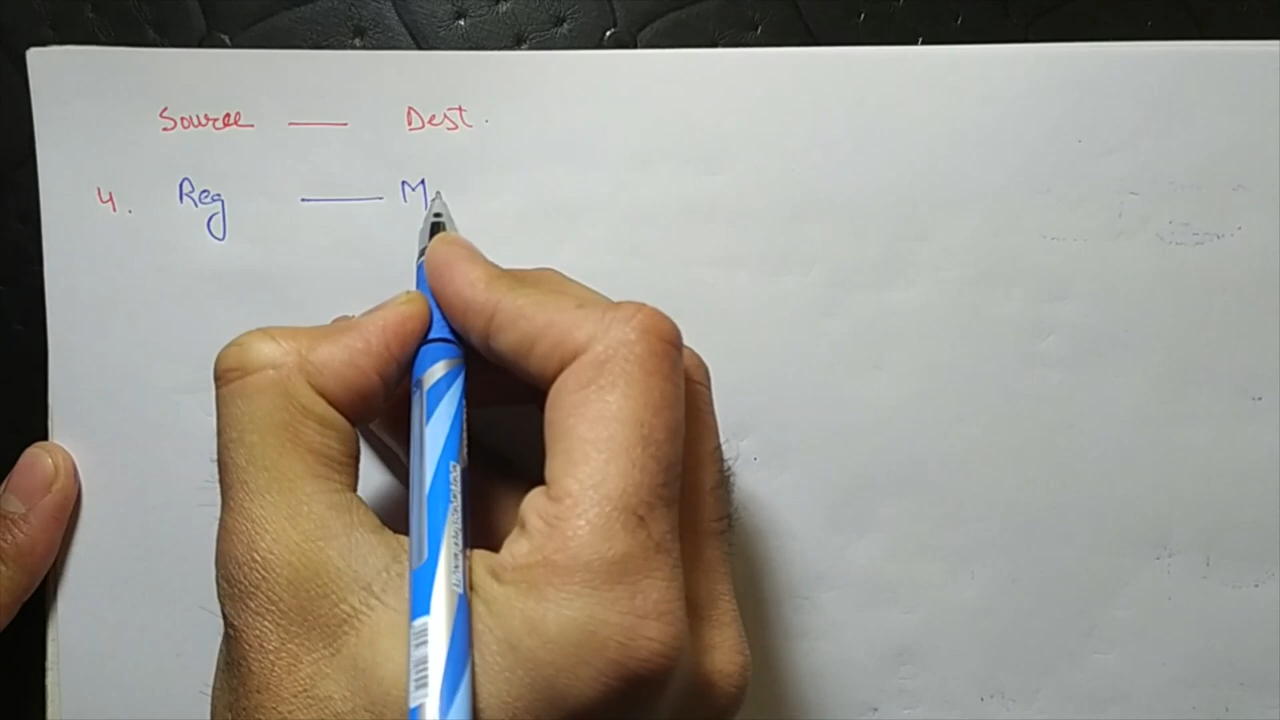 Source — Dest.
4. Reg — M